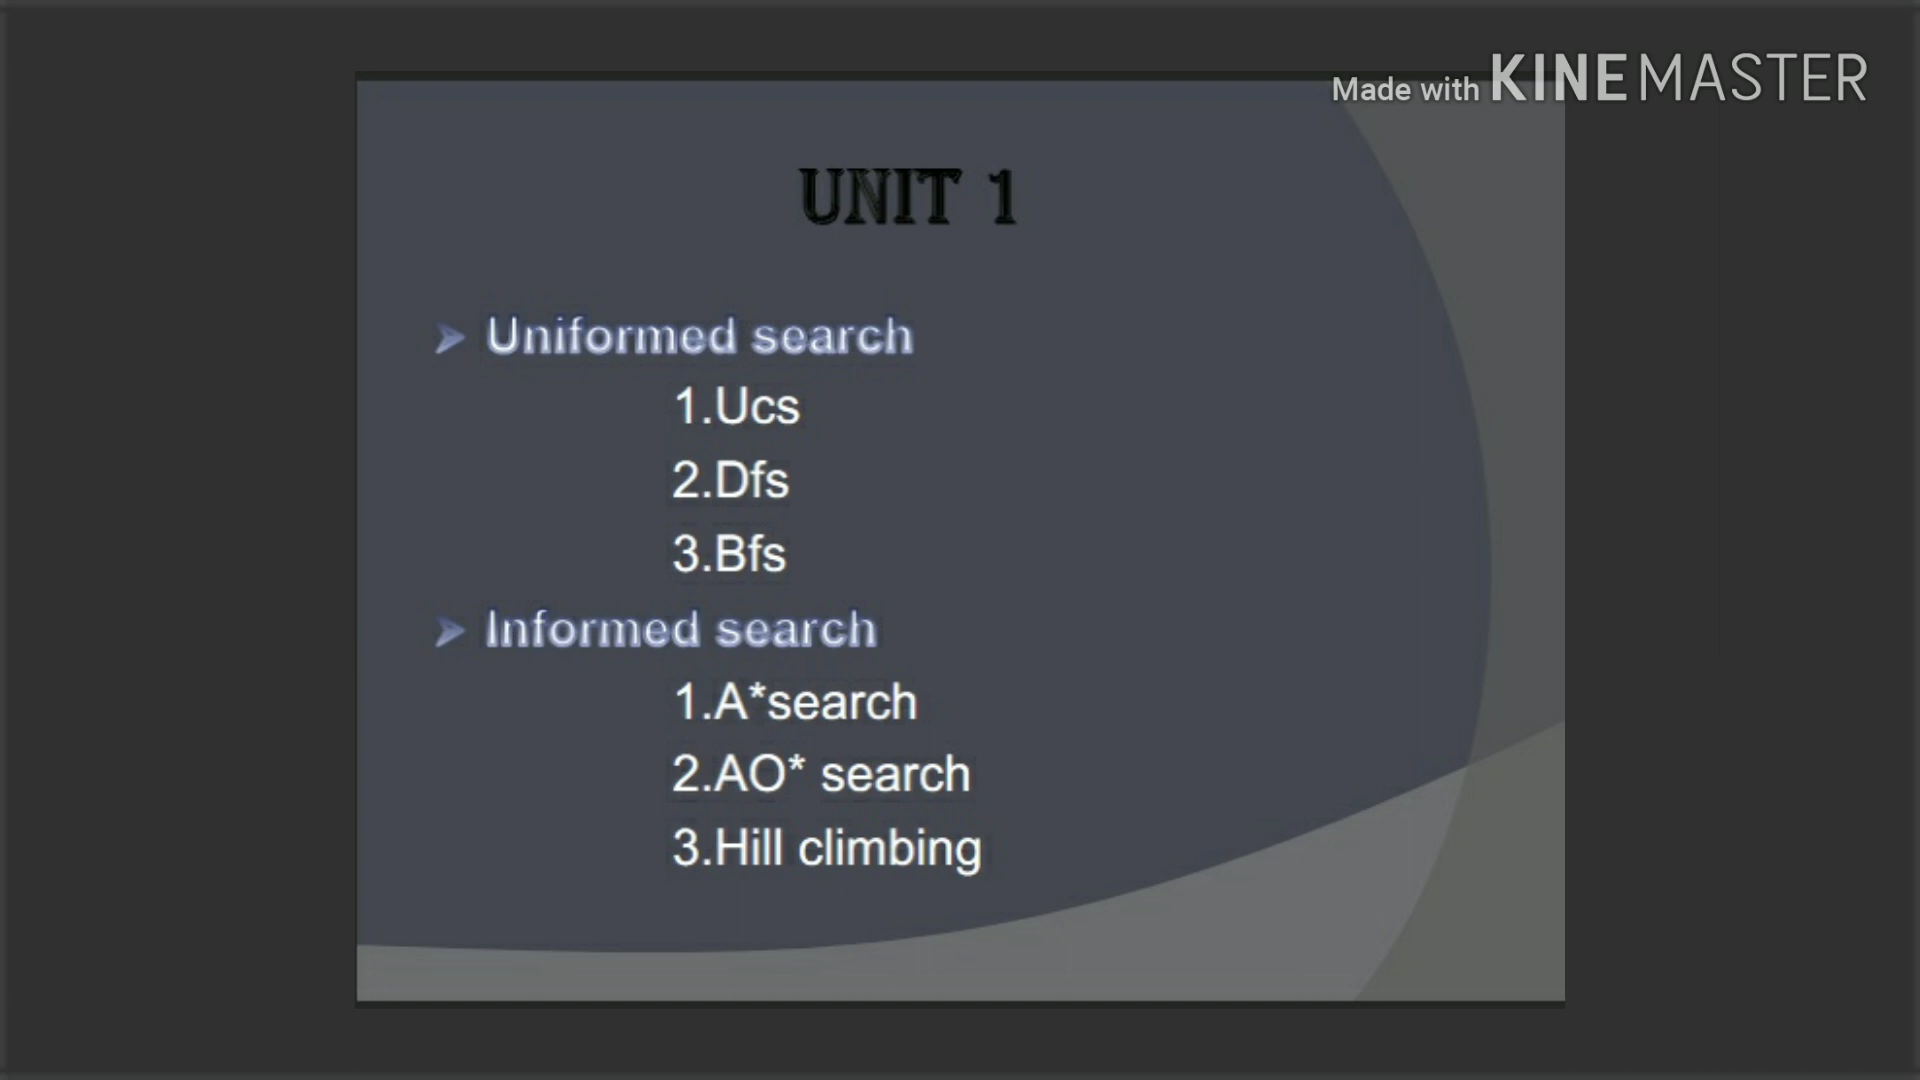 Made with KINEMASTER
UNIT 1
Uniformed search
1.Ucs
2.Dfs
3.Bfs
Informed search
1.A*search
2.AO* search
3.Hill climbing